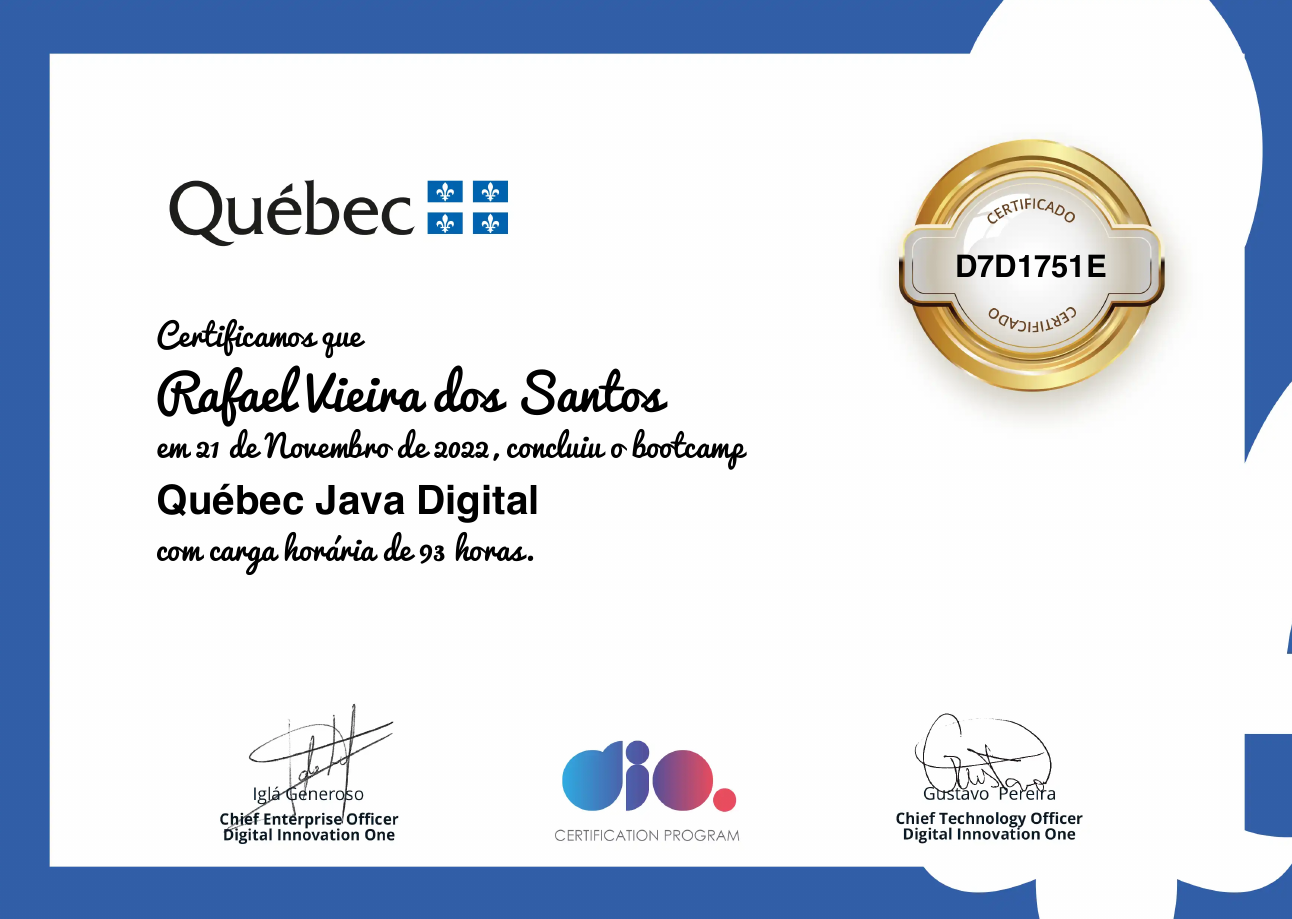 Québec
CERTIFICADO
D7D1751E
CERTIFICADO
Certificamos que
Rafael Vieira dos Santos
em 21 de Novembro de 2022, concluiu o bootcamp
Québec Java Digital
com carga horária de 93 horas.
Iglá Generoso
Chief Enterprise Officer
Digital Innovation One
dio.
CERTIFICATION PROGRAM
Gustavo Pereira
Chief Technology Officer
Digital Innovation One